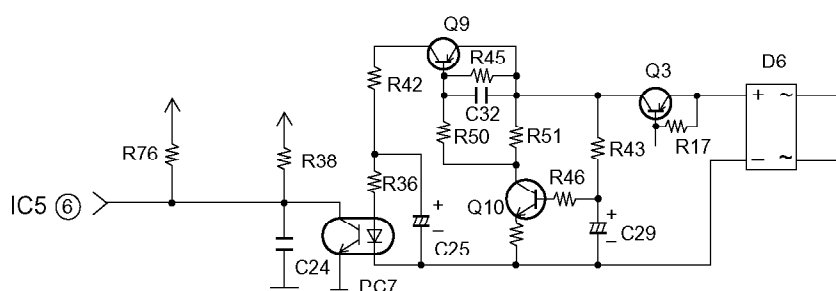 Q9
D6
R45
Q3
R42
C32
R50
R51
R43
R17
R76
R38
R36
R46
Q10
IC5 ⑥
C24
C25
C29
PC7
+
−
+
−
+
−
~
~